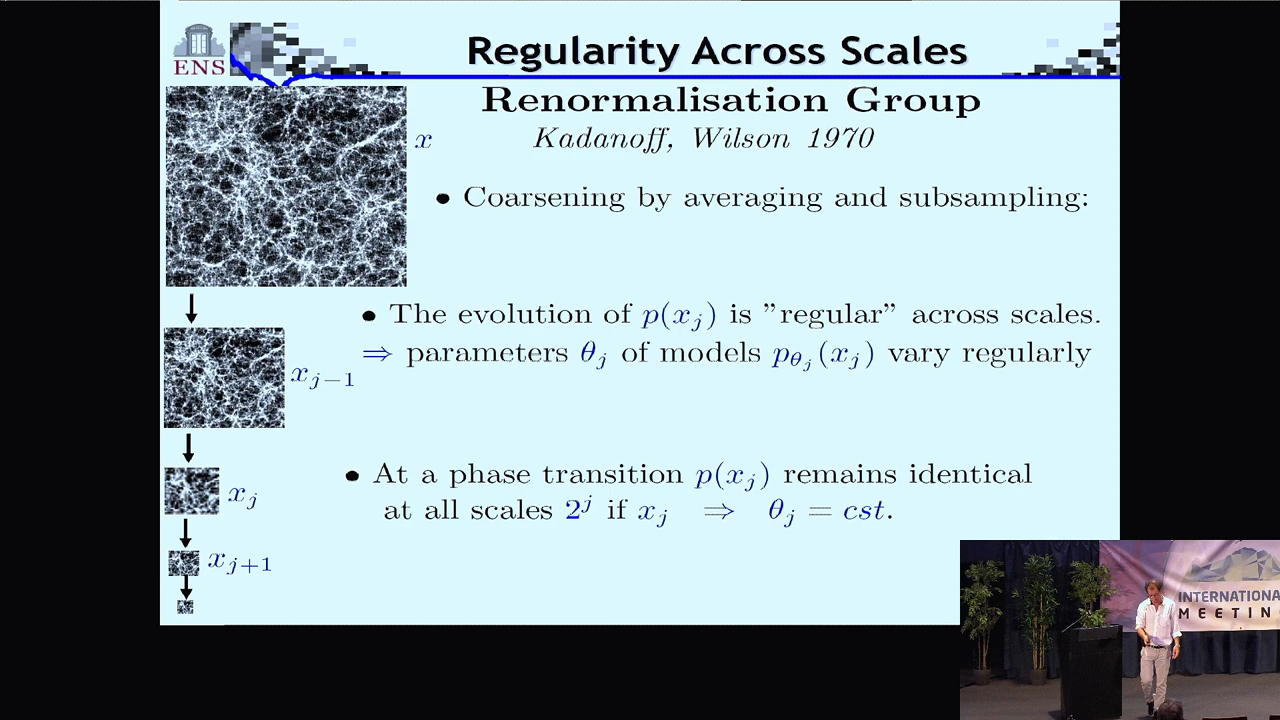 ENS
Regularity Across Scales
Renormalisation Group
x
Kadanoff, Wilson 1970
• Coarsening by averaging and subsampling:
• The evolution of p(x_j) is "regular" across scales.
⇒ parameters θ_j of models p_{θ_j}(x_j) vary regularly
x_{j−1}
• At a phase transition p(x_j) remains identical
x_j
at all scales 2^j if x_j ⇒ θ_j = cst.
x_{j+1}
INTERNATIONA
MEETIN